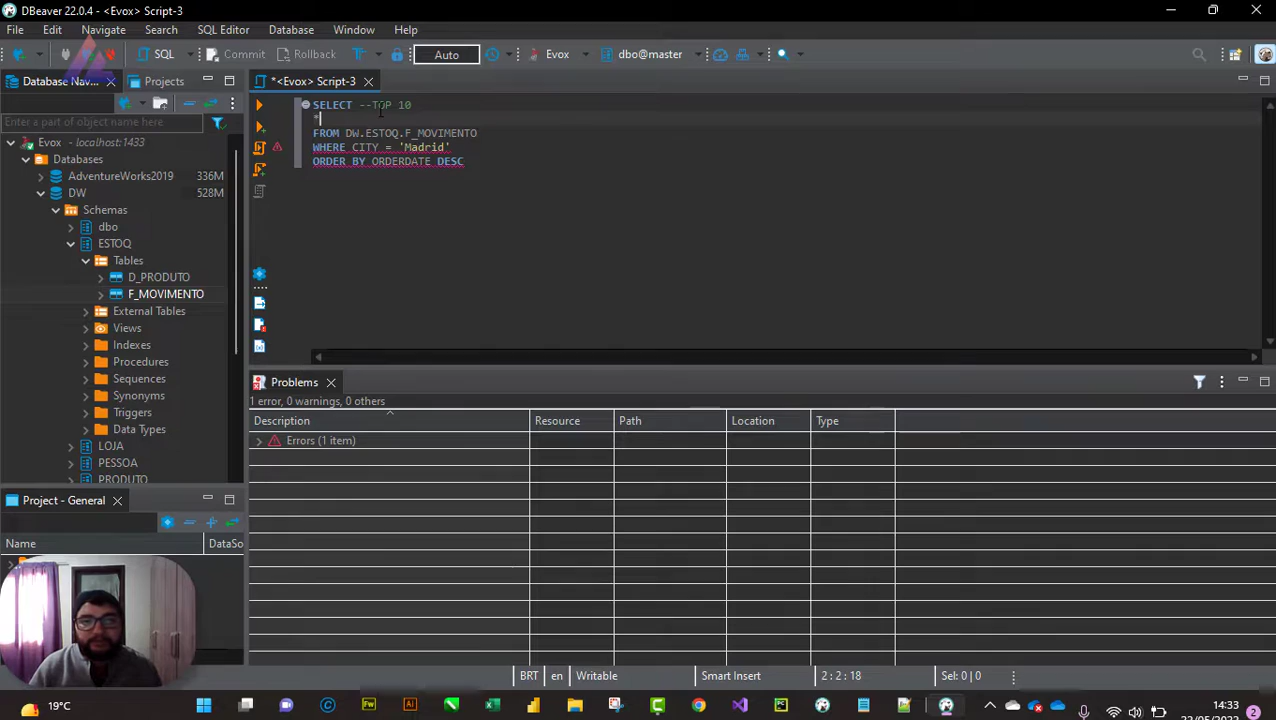 DBeaver 22.0.4 - <Evox> Script-3
File Edit Navigate Search SQL Editor Database Window Help
SQL Commit Rollback Auto Evox dbo@master
Database Nav... Projects
*<Evox> Script-3
Enter a part of object name here
SELECT --TOP 10
*
FROM DW.ESTOQ.F_MOVIMENTO
WHERE CITY = 'Madrid'
ORDER BY ORDERDATE DESC
Evox - localhost:1433
Databases
AdventureWorks2019 336M
DW 528M
Schemas
dbo
ESTOQ
Tables
D_PRODUTO
F_MOVIMENTO
External Tables
Views
Indexes
Procedures
Sequences
Synonyms
Triggers
Data Types
LOJA
PESSOA
PRODUTO
Problems
1 error, 0 warnings, 0 others
Description Resource Path Location Type
Errors (1 item)
Project - General
Name DataSo
BRT en Writable Smart Insert 2 : 2 : 18 Sel: 0 | 0
19°C
14:33
2